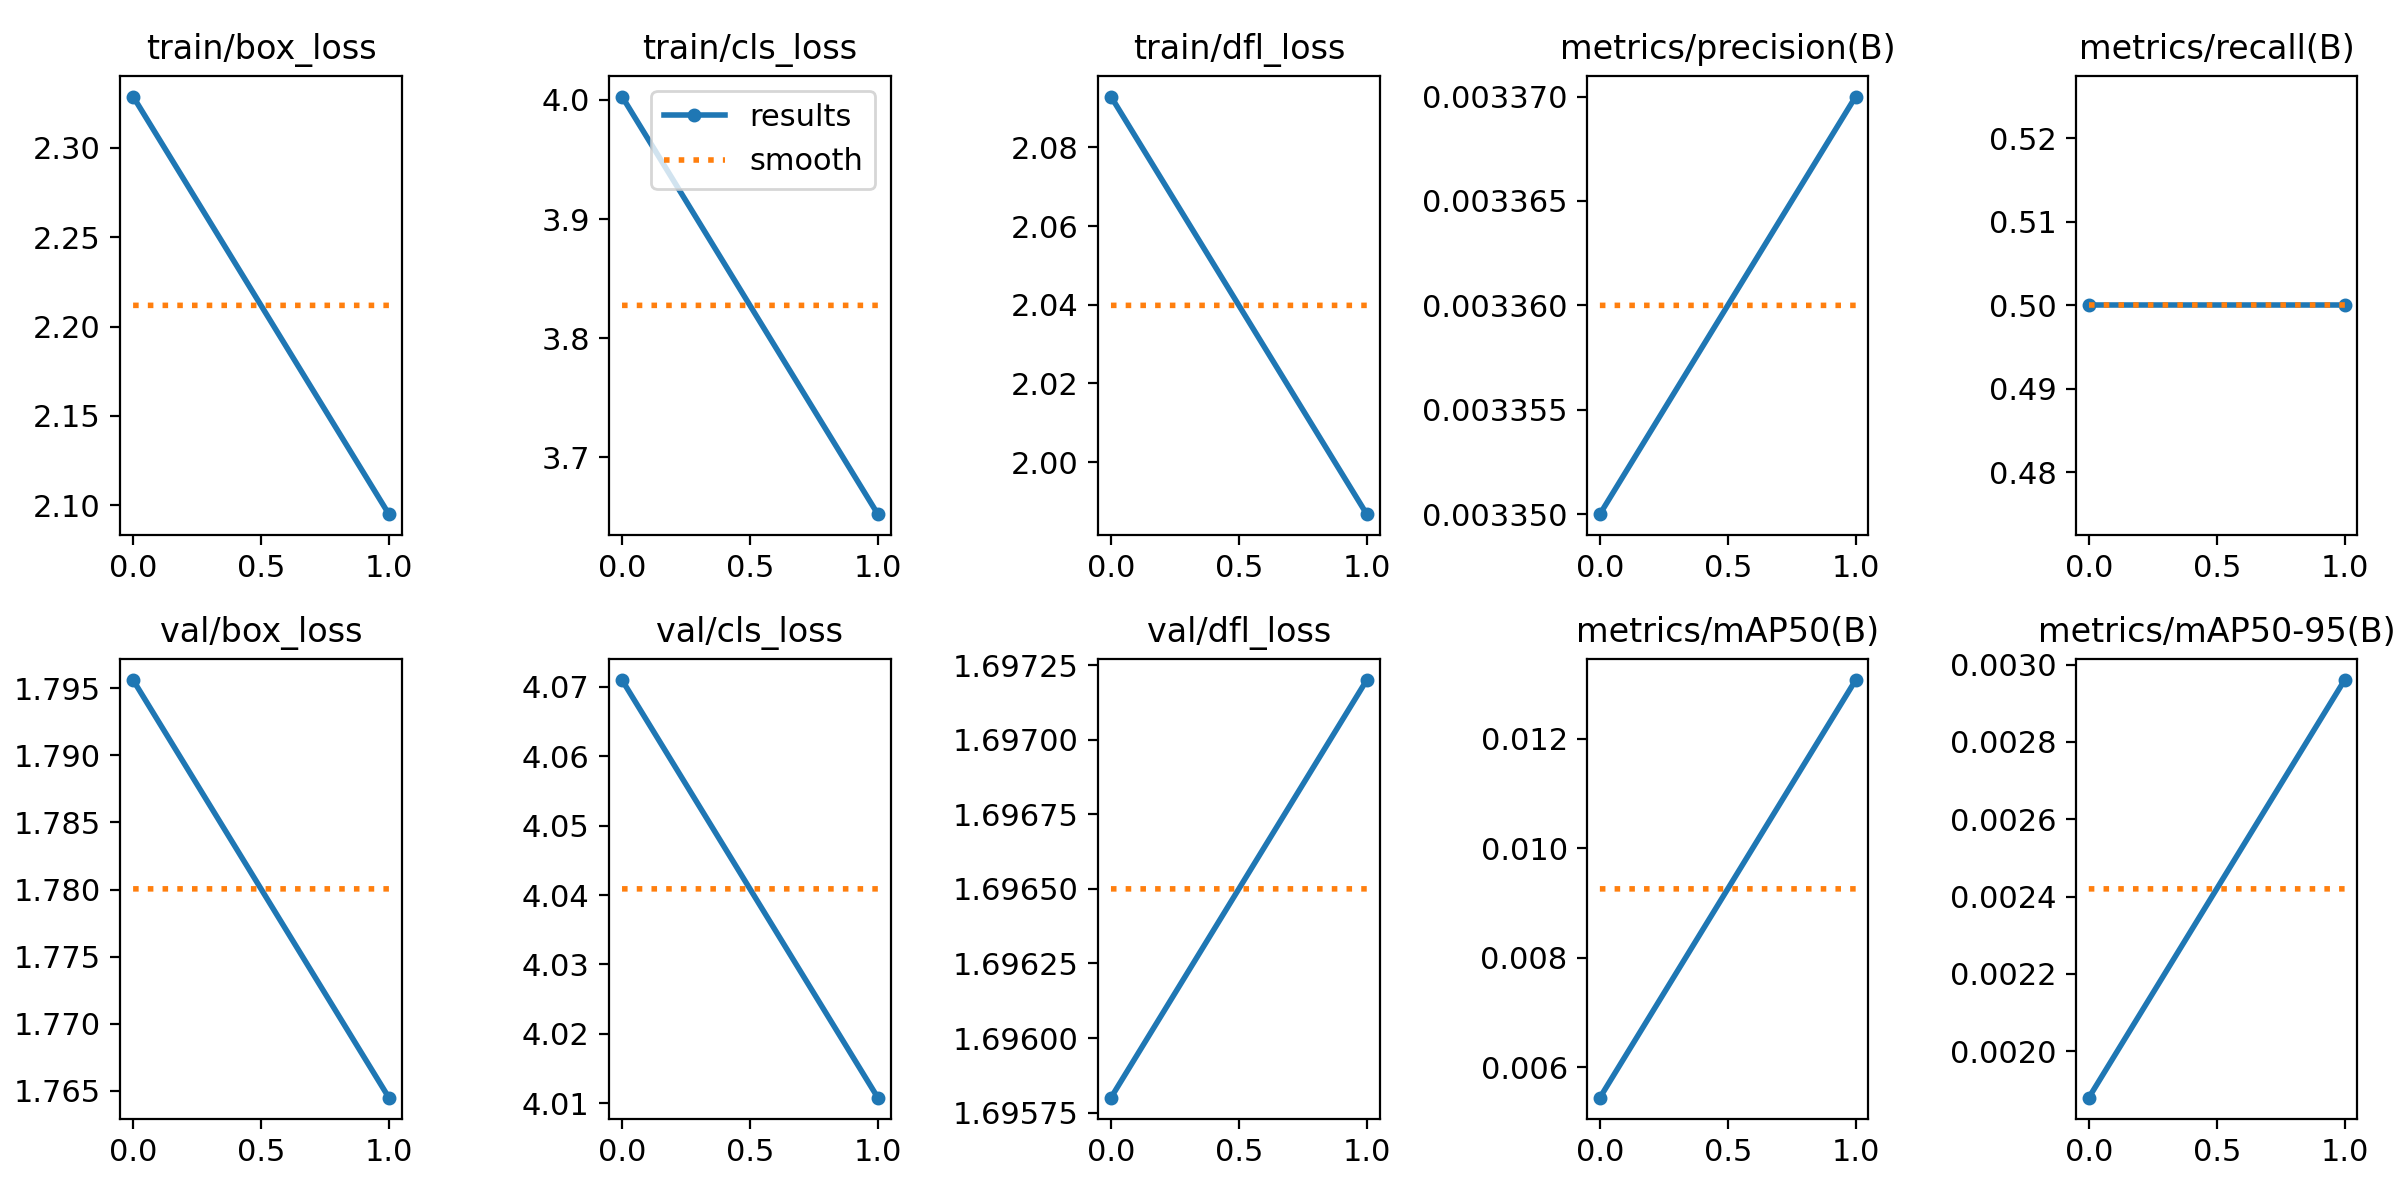 train/box_loss
2.30
2.25
2.20
2.15
2.10
0.0 0.5 1.0
train/cls_loss
results
smooth
4.0
3.9
3.8
3.7
0.0 0.5 1.0
train/dfl_loss
2.08
2.06
2.04
2.02
2.00
0.0 0.5 1.0
metrics/precision(B)
0.003370
0.003365
0.003360
0.003355
0.003350
0.0 0.5 1.0
metrics/recall(B)
0.52
0.51
0.50
0.49
0.48
0.0 0.5 1.0
val/box_loss
1.795
1.790
1.785
1.780
1.775
1.770
1.765
0.0 0.5 1.0
val/cls_loss
4.07
4.06
4.05
4.04
4.03
4.02
4.01
0.0 0.5 1.0
val/dfl_loss
1.69725
1.69700
1.69675
1.69650
1.69625
1.69600
1.69575
0.0 0.5 1.0
metrics/mAP50(B)
0.012
0.010
0.008
0.006
0.0 0.5 1.0
metrics/mAP50-95(B)
0.0030
0.0028
0.0026
0.0024
0.0022
0.0020
0.0 0.5 1.0